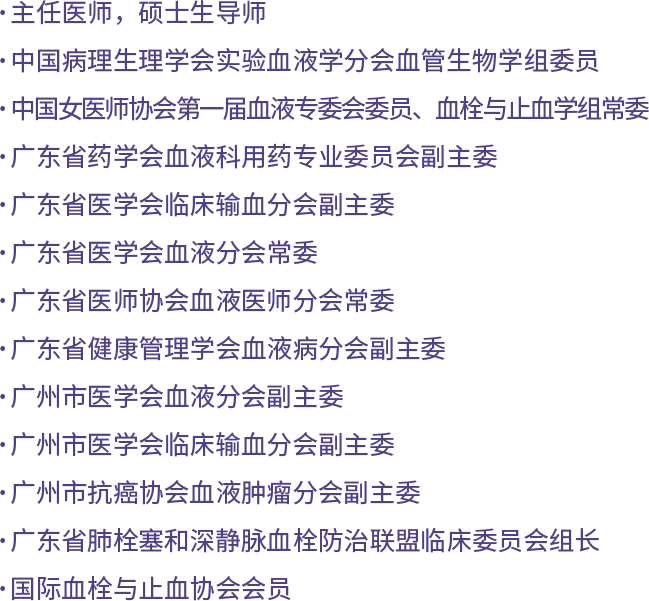 ·主任医师，硕士生导师
·中国病理生理学会实验血液学分会血管生物学组委员
·中国女医师协会第一届血液专委会委员、血栓与止血学组常委
·广东省药学会血液科用药专业委员会副主委
·广东省医学会临床输血分会副主委
·广东省医学会血液分会常委
·广东省医师协会血液医师分会常委
·广东省健康管理学会血液病分会副主委
·广州市医学会血液分会副主委
·广州市医学会临床输血分会副主委
·广州市抗癌协会血液肿瘤分会副主委
·广东省肺栓塞和深静脉血栓防治联盟临床委员会组长
·国际血栓与止血协会会员